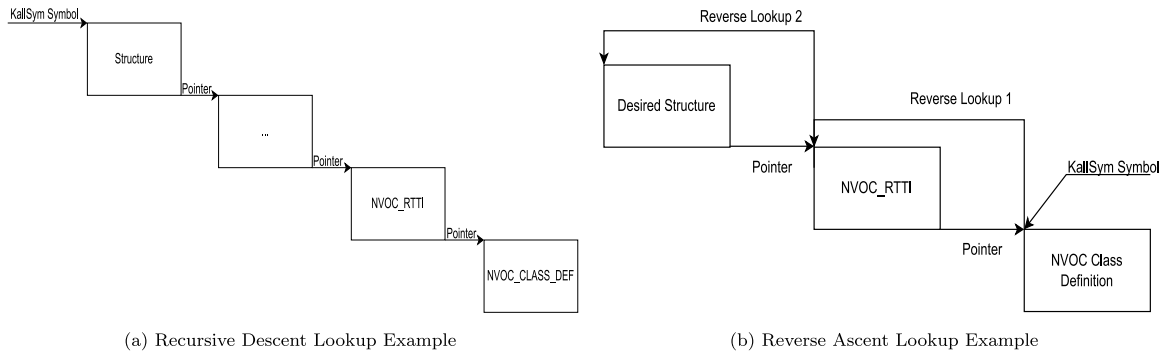 KallSym Symbol
Structure
Pointer
...
Pointer
NVOC_RTTI
Pointer
NVOC_CLASS_DEF
(a) Recursive Descent Lookup Example
Reverse Lookup 2
Desired Structure
Reverse Lookup 1
Pointer
KallSym Symbol
NVOC_RTTI
Pointer
NVOC Class
Definition
(b) Reverse Ascent Lookup Example